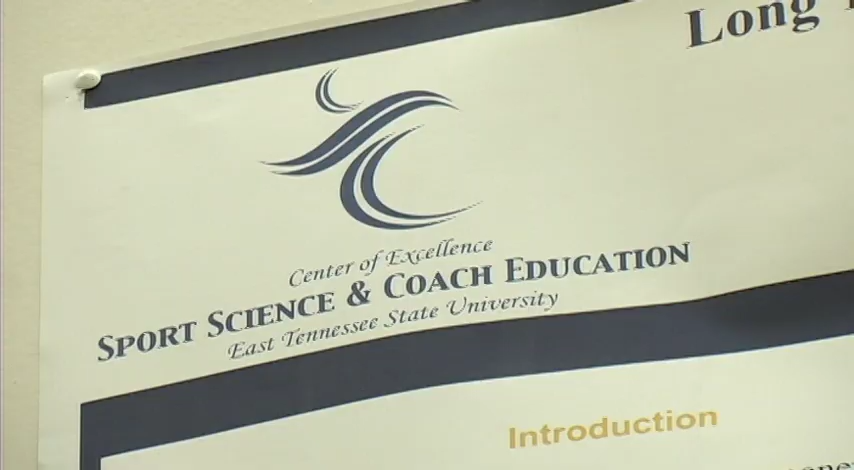 Long
Center of Excellence
SPORT SCIENCE & COACH EDUCATION
East Tennessee State University
Introduction